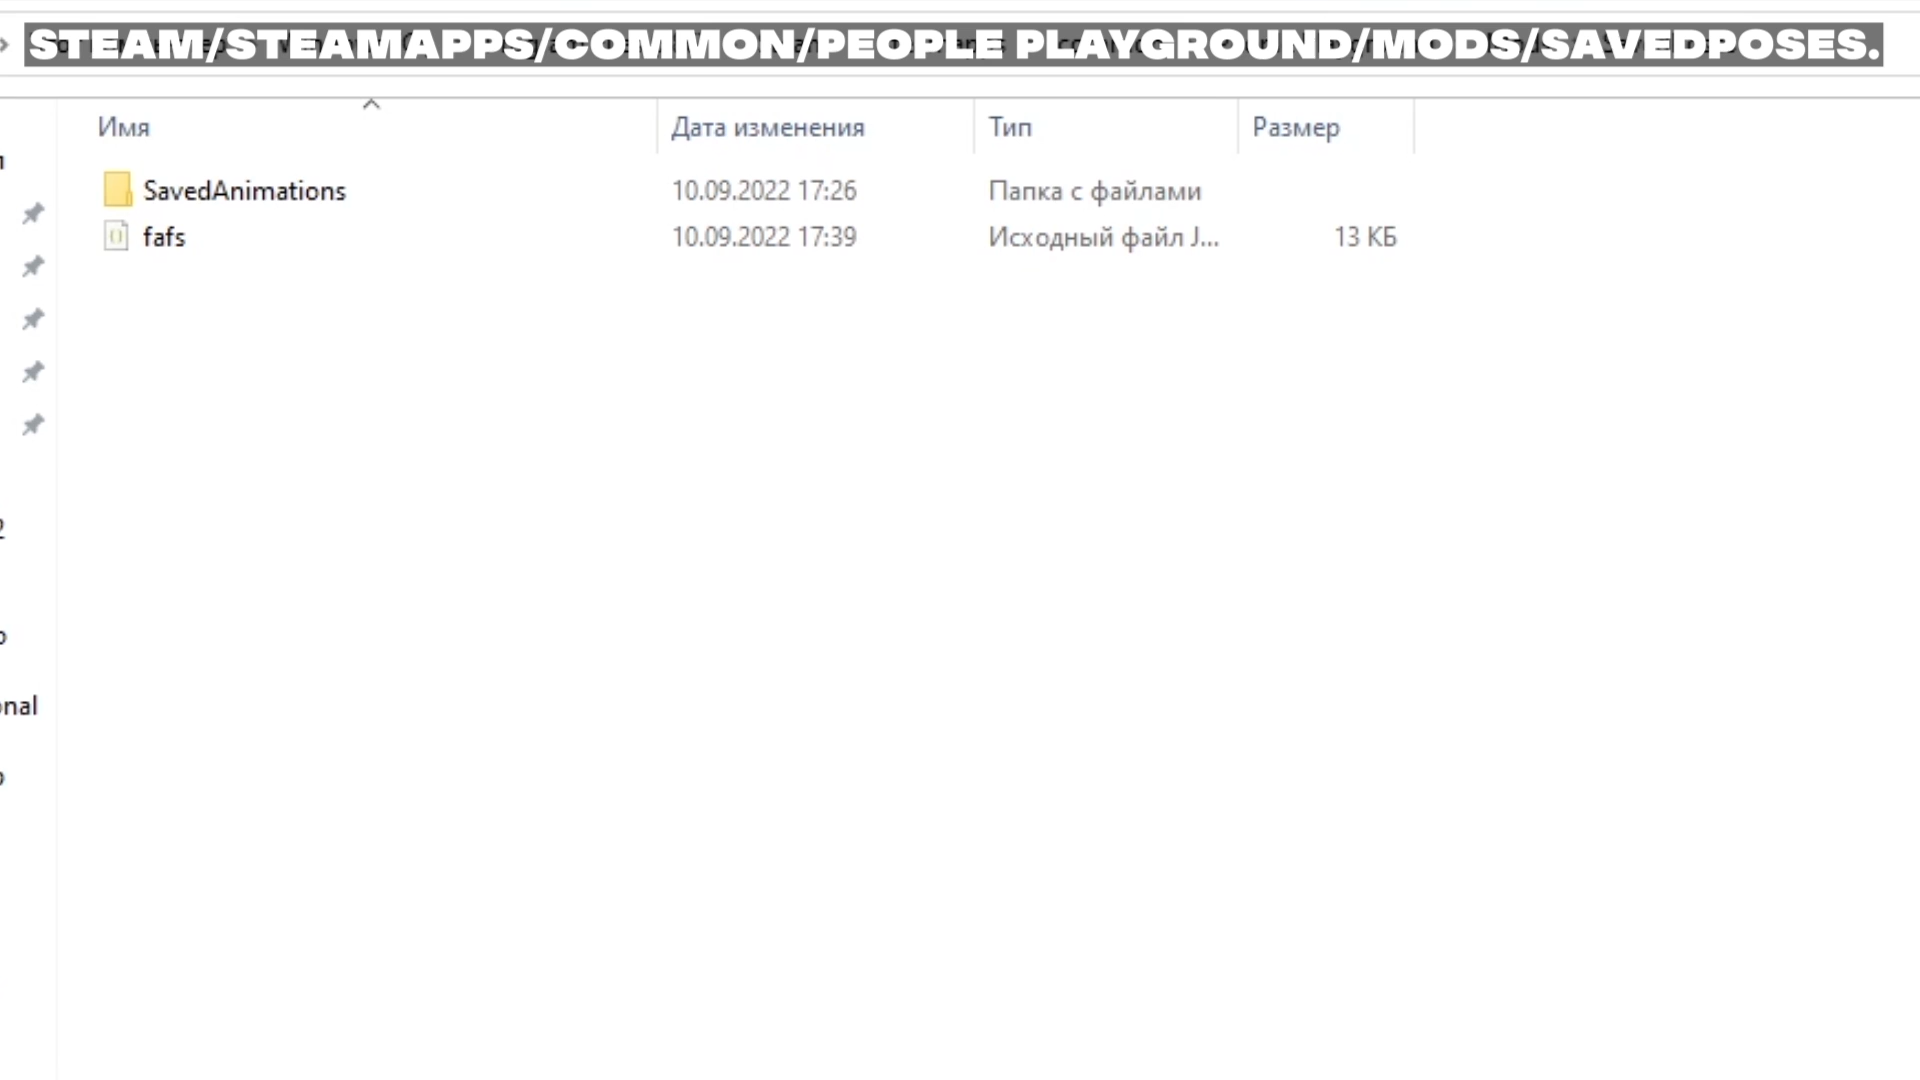 STEAM/STEAMAPPS/COMMON/PEOPLE PLAYGROUND/MODS/SAVEDPOSES.
Имя Дата изменения Тип Размер
SavedAnimations 10.09.2022 17:26 Папка с файлами
fafs 10.09.2022 17:39 Исходный файл J... 13 КБ
onal